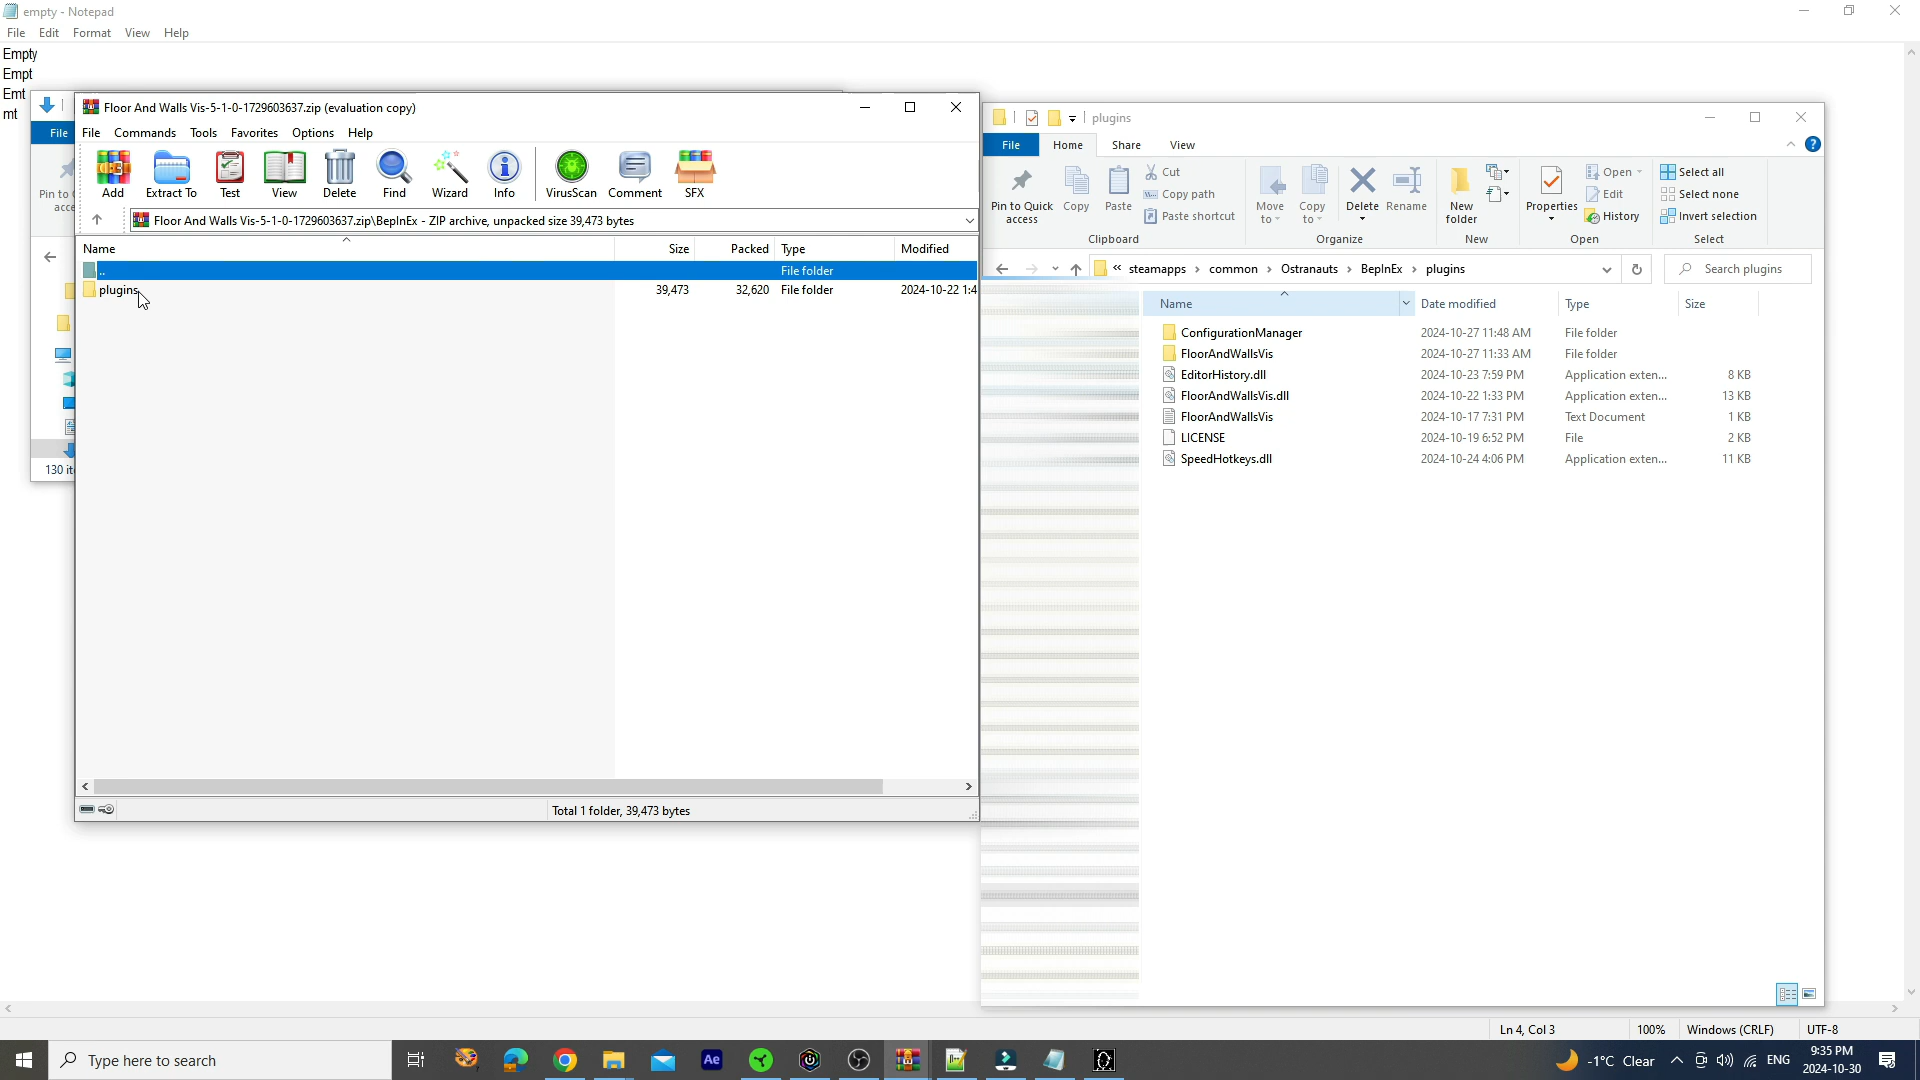 empty - Notepad
File Edit Format View Help
Empty
Empt
Emt
mt
File
Pin to
acce
130 ite
Floor And Walls Vis-5-1-0-1729603637.zip (evaluation copy)
File Commands Tools Favorites Options Help
Add Extract To Test View Delete Find Wizard Info VirusScan Comment SFX
Floor And Walls Vis-5-1-0-1729603637.zip\BepInEx - ZIP archive, unpacked size 39,473 bytes
Name Size Packed Type Modified
.. File folder
plugins 39,473 32,620 File folder 2024-10-22 1:4
Total 1 folder, 39,473 bytes
plugins
File Home Share View
Pin to Quick access Copy Paste Cut Copy path Paste shortcut Move to Copy to Delete Rename New folder Properties Open Edit History Select all Select none Invert selection
Clipboard Organize New Open Select
« steamapps › common › Ostranauts › BepInEx › plugins
Search plugins
Name Date modified Type Size
ConfigurationManager 2024-10-27 11:48 AM File folder
FloorAndWallsVis 2024-10-27 11:33 AM File folder
EditorHistory.dll 2024-10-23 7:59 PM Application exten... 8 KB
FloorAndWallsVis.dll 2024-10-22 1:33 PM Application exten... 13 KB
FloorAndWallsVis 2024-10-17 7:31 PM Text Document 1 KB
LICENSE 2024-10-19 6:52 PM File 2 KB
SpeedHotkeys.dll 2024-10-24 4:06 PM Application exten... 11 KB
Ln 4, Col 3 100% Windows (CRLF) UTF-8
Type here to search
Ae
-1°C Clear ENG 9:35 PM
2024-10-30